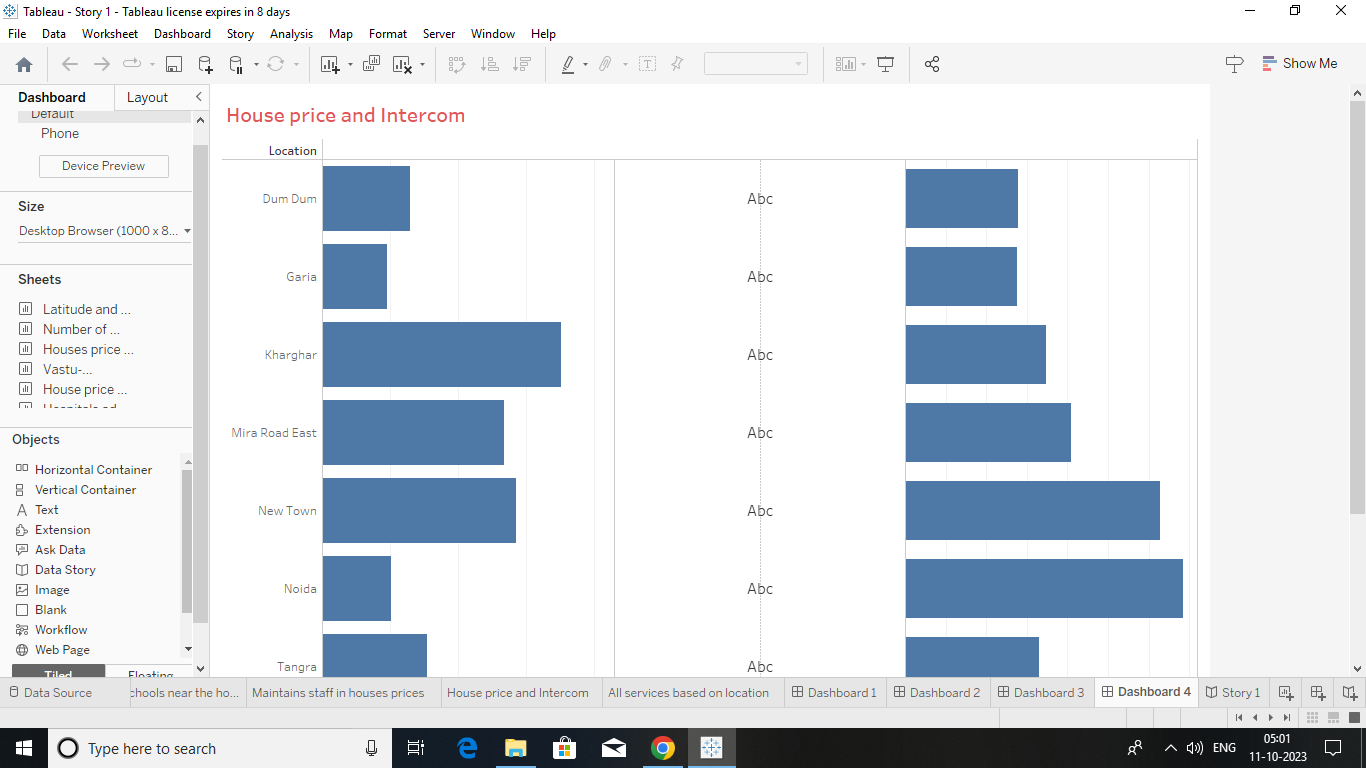 Tableau - Story 1 - Tableau license expires in 8 days
File Data Worksheet Dashboard Story Analysis Map Format Server Window Help
Show Me
Dashboard Layout
Default
Phone
Device Preview
Size
Desktop Browser (1000 x 8...
Sheets
Latitude and ...
Number of ...
Houses price ...
Vastu-...
House price ...
Objects
Horizontal Container
Vertical Container
Text
Extension
Ask Data
Data Story
Image
Blank
Workflow
Web Page
Tiled Floating
House price and Intercom
Location
Dum Dum Abc
Garia Abc
Kharghar Abc
Mira Road East Abc
New Town Abc
Noida Abc
Tangra Abc
Data Source chools near the ho... Maintains staff in houses prices House price and Intercom All services based on location Dashboard 1 Dashboard 2 Dashboard 3 Dashboard 4 Story 1
Type here to search
ENG
05:01
11-10-2023